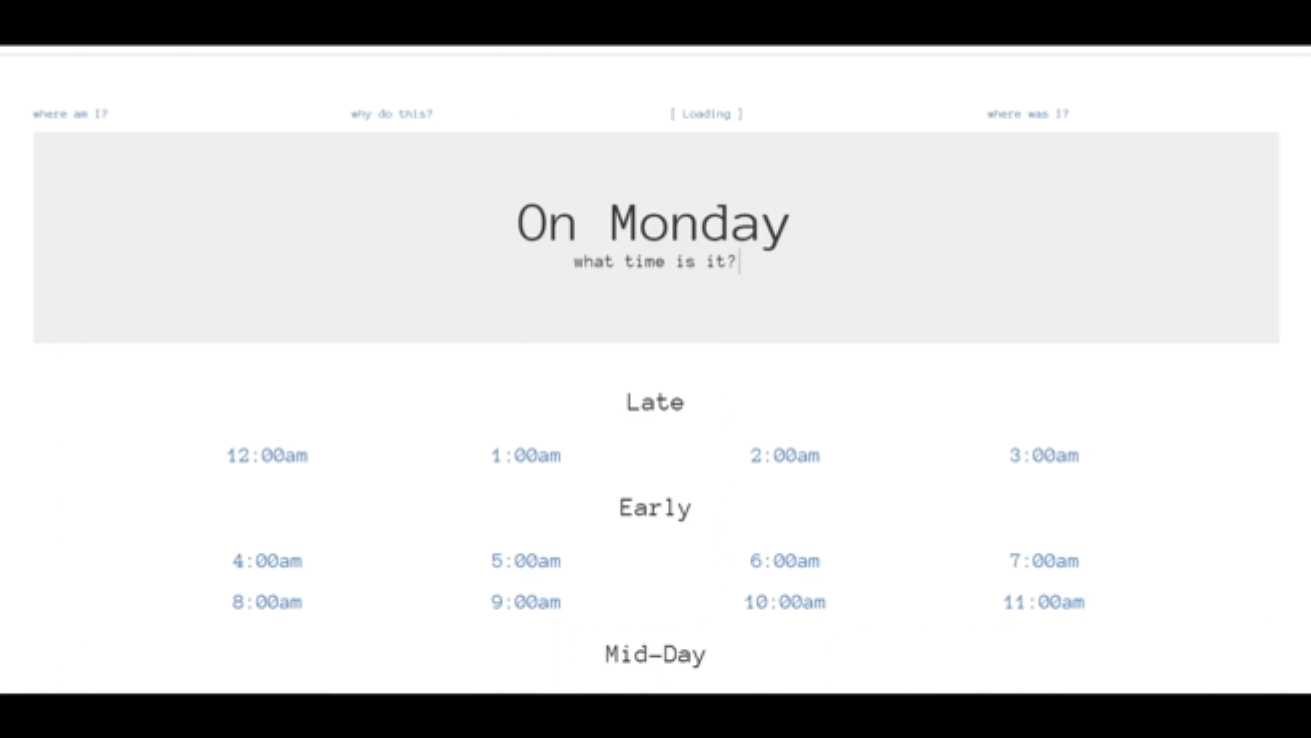 where am I? why do this? [ Loading ] where was I?
On Monday
what time is it?
Late
12:00am 1:00am 2:00am 3:00am
Early
4:00am 5:00am 6:00am 7:00am
8:00am 9:00am 10:00am 11:00am
Mid-Day